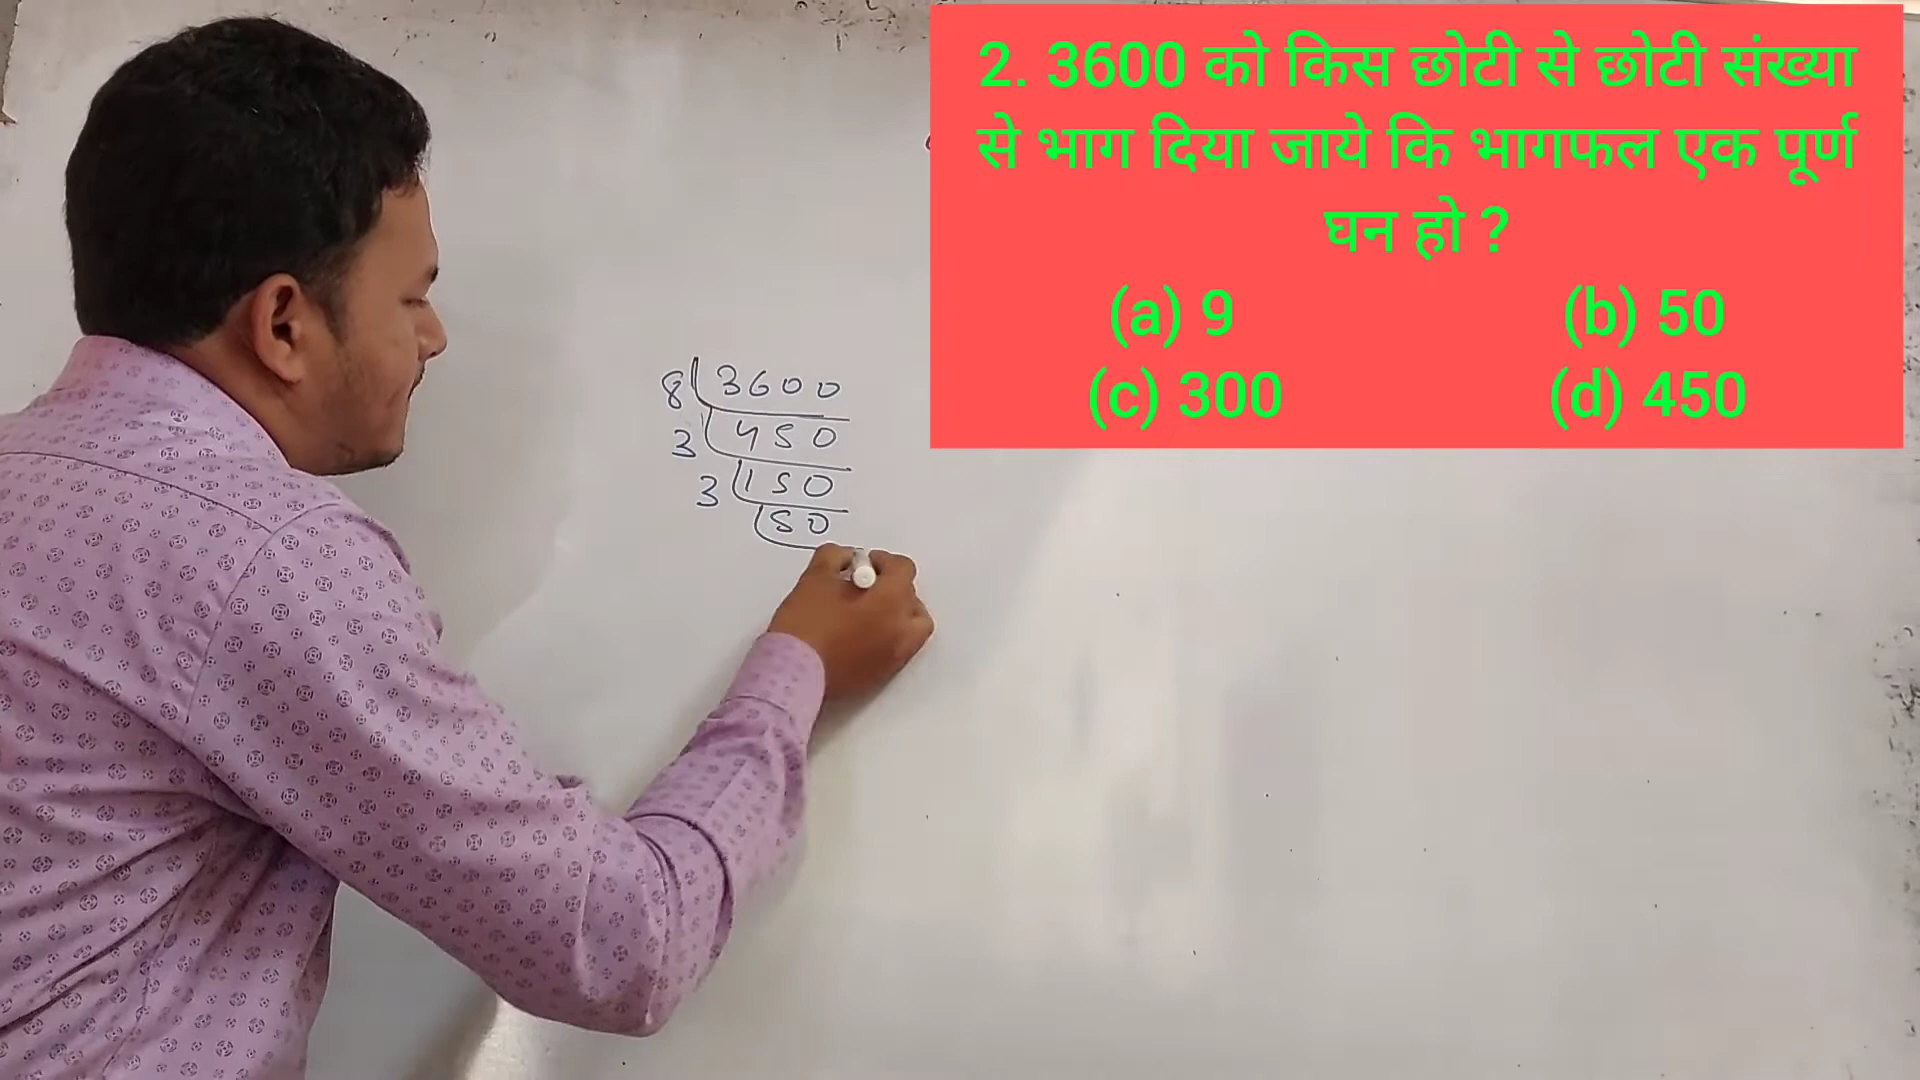 2. 3600 को किस छोटी से छोटी संख्या
से भाग दिया जाये कि भागफल एक पूर्ण
घन हो ?
(a) 9 (b) 50
(c) 300 (d) 450
8 3600
3 450
3 150
50